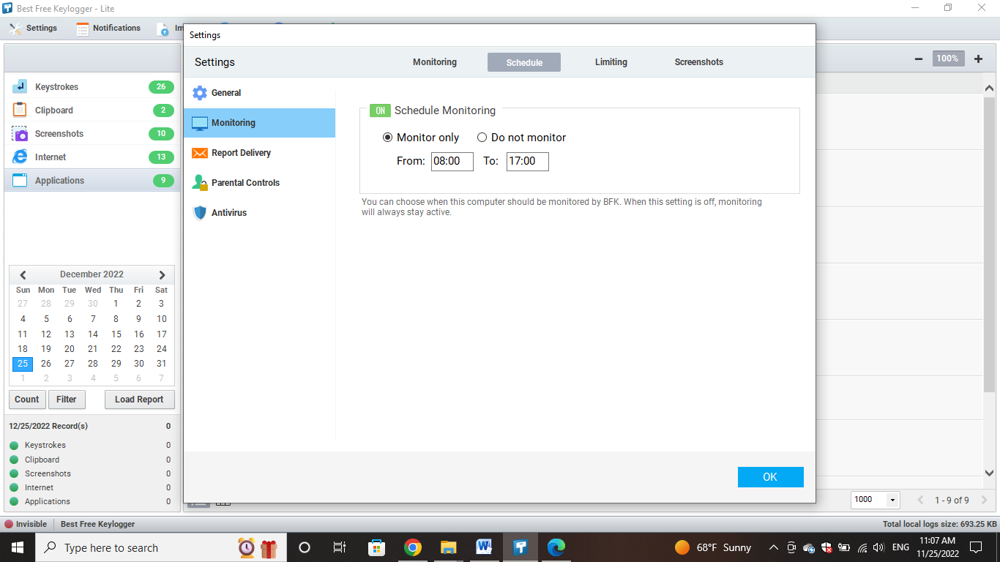 Best Free Keylogger - Lite
Settings
Notifications
Im
Settings
Settings
Monitoring
Schedule
Limiting
Screenshots
100%
Keystrokes 26
Clipboard 2
Screenshots 10
Internet 13
Applications 9
General
Monitoring
Report Delivery
Parental Controls
Antivirus
ON Schedule Monitoring
Monitor only Do not monitor
From: 08:00 To: 17:00
You can choose when this computer should be monitored by BFK. When this setting is off, monitoring
will always stay active.
December 2022
Sun Mon Tue Wed Thu Fri Sat
27 28 29 30 1 2 3
4 5 6 7 8 9 10
11 12 13 14 15 16 17
18 19 20 21 22 23 24
25 26 27 28 29 30 31
1 2 3 4 5 6 7
Count Filter Load Report
12/25/2022 Record(s) 0
Keystrokes 0
Clipboard 0
Screenshots 0
Internet 0
Applications 0
OK
1000
1 - 9 of 9
Invisible Best Free Keylogger
Total local logs size: 693.25 KB
Type here to search
68°F Sunny
ENG
11:07 AM
11/25/2022